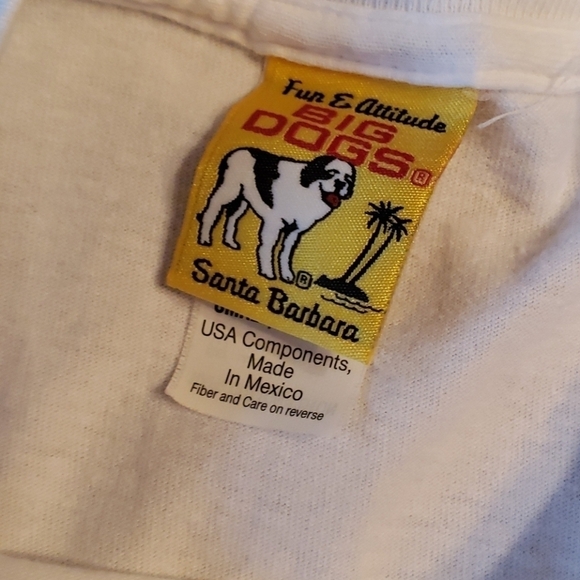 Fun & Attitude
BIG
DOGS®
®
Santa Barbara
USA Components,
Made
In Mexico
Fiber and Care on reverse